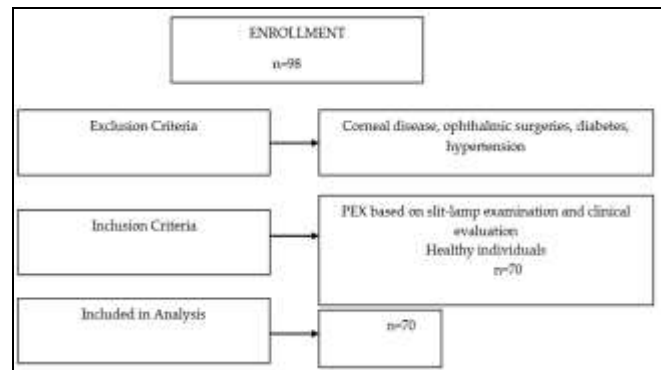 ENROLLMENT
n=98
Exclusion Criteria
Corneal disease, ophthalmic surgeries, diabetes,
hypertension
Inclusion Criteria
PEX based on slit-lamp examination and clinical
evaluation
Healthy individuals
n=70
Included in Analysis
n=70